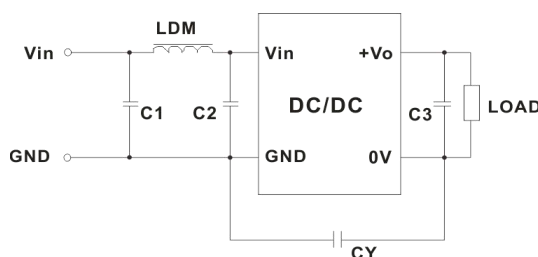 LDM
Vin
Vin
+Vo
C1
C2
DC/DC
C3
LOAD
GND
GND
0V
CY